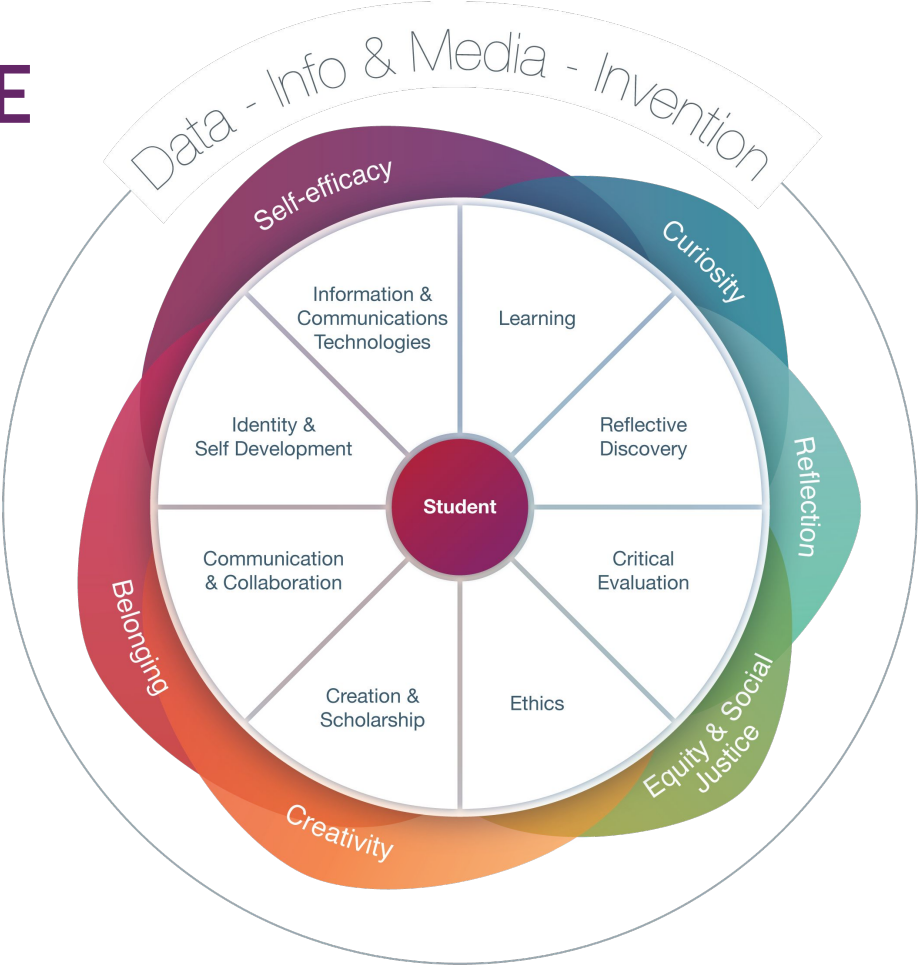 E
Data - Info & Media - Invention
Self-efficacy
Curiosity
Reflection
Equity & Social
Justice
Creativity
Belonging
Information &
Communications
Technologies
Learning
Reflective
Discovery
Critical
Evaluation
Ethics
Creation &
Scholarship
Communication
& Collaboration
Identity &
Self Development
Student